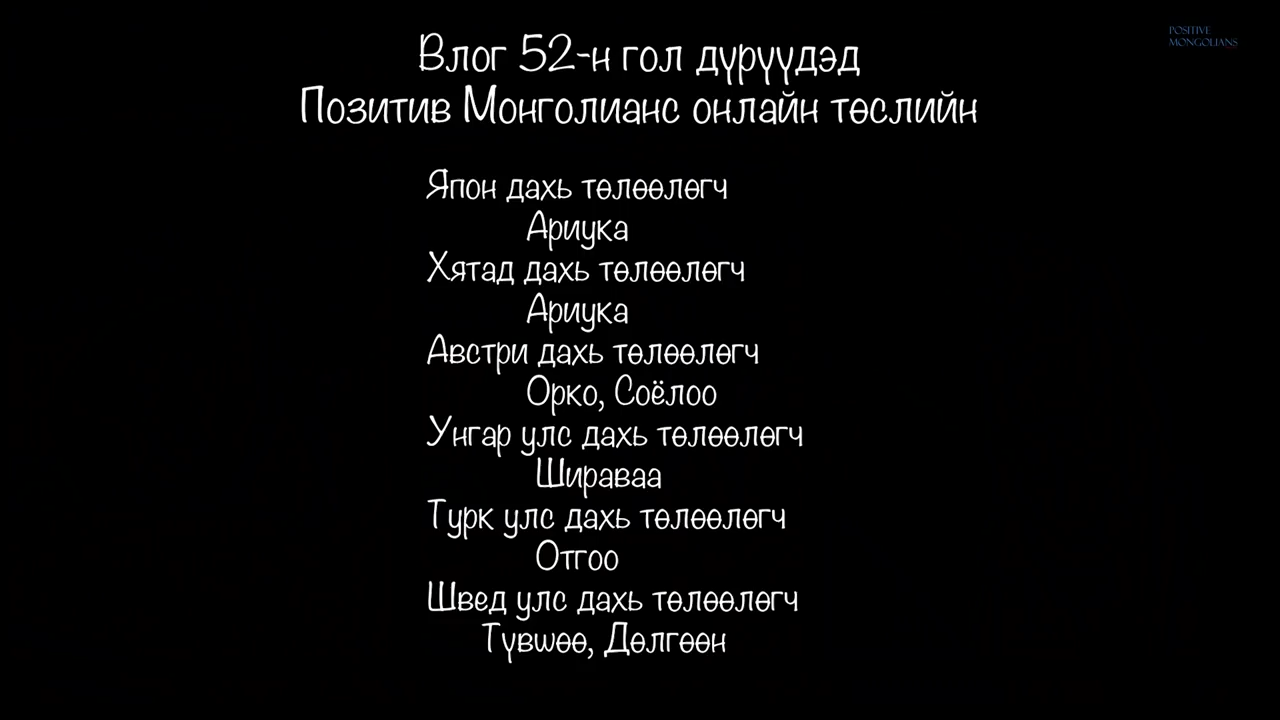 POSITIVE
MONGOLIANS
Влог 52-н гол дүрүүдэд
Позитив Монголианс онлайн төслийн
Япон дахь төлөөлөгч
Ариука
Хятад дахь төлөөлөгч
Ариука
Австри дахь төлөөлөгч
Орко, Соёлоо
Унгар улс дахь төлөөлөгч
Шираваа
Турк улс дахь төлөөлөгч
Отгоо
Швед улс дахь төлөөлөгч
Түвшөө, Дөлгөөн